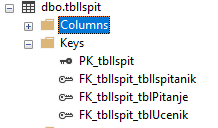 dbo.tblIspit
Columns
Keys
PK_tblIspit
FK_tblIspit_tblIspitanik
FK_tblIspit_tblPitanje
FK_tblIspit_tblUcenik